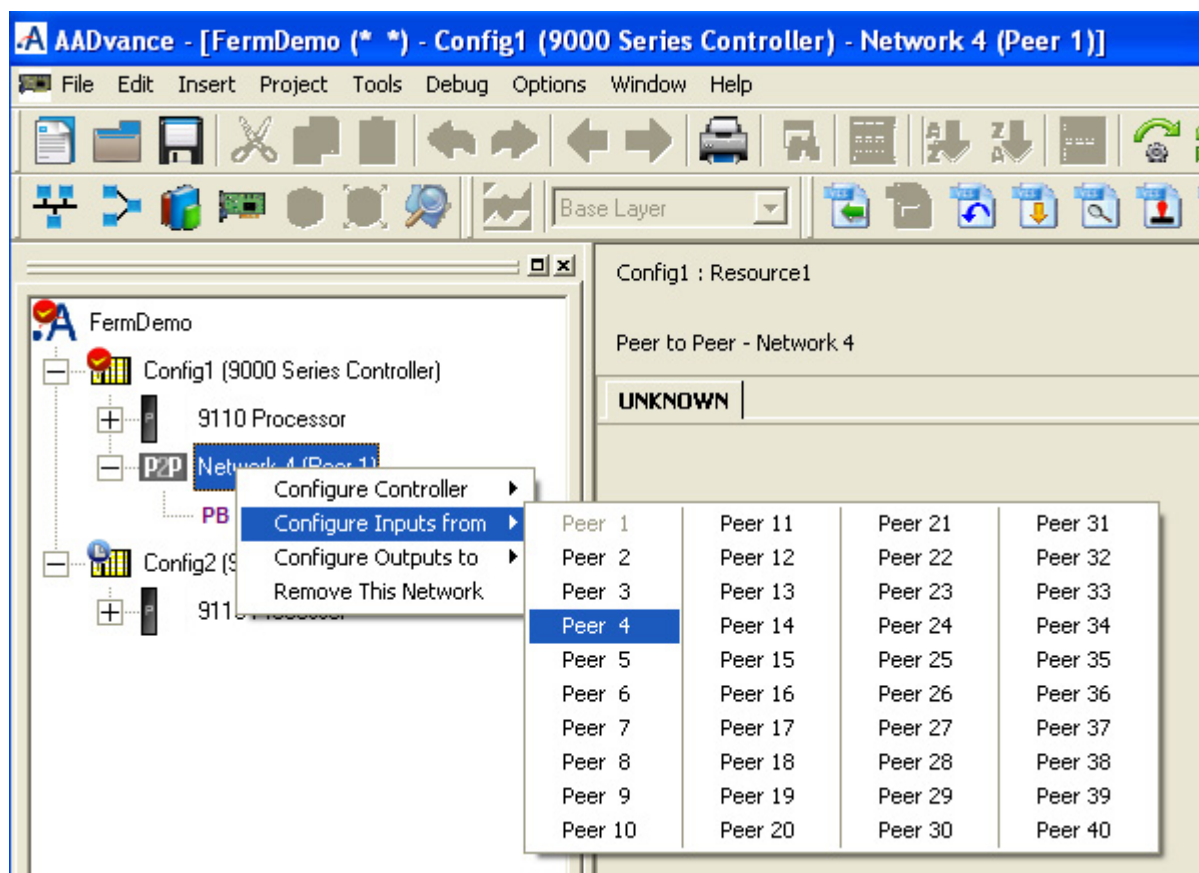 AADvance - [FermDemo (* *) - Config1 (9000 Series Controller) - Network 4 (Peer 1)]
File Edit Insert Project Tools Debug Options Window Help
Base Layer
Config1 : Resource1
Peer to Peer - Network 4
UNKNOWN
FermDemo
Config1 (9000 Series Controller)
9110 Processor
P2P Network 4 (Peer 1)
PB
Config2 (9
Configure Controller
Configure Inputs from
Configure Outputs to
Remove This Network
Peer 1 Peer 11 Peer 21 Peer 31
Peer 2 Peer 12 Peer 22 Peer 32
Peer 3 Peer 13 Peer 23 Peer 33
Peer 4 Peer 14 Peer 24 Peer 34
Peer 5 Peer 15 Peer 25 Peer 35
Peer 6 Peer 16 Peer 26 Peer 36
Peer 7 Peer 17 Peer 27 Peer 37
Peer 8 Peer 18 Peer 28 Peer 38
Peer 9 Peer 19 Peer 29 Peer 39
Peer 10 Peer 20 Peer 30 Peer 40